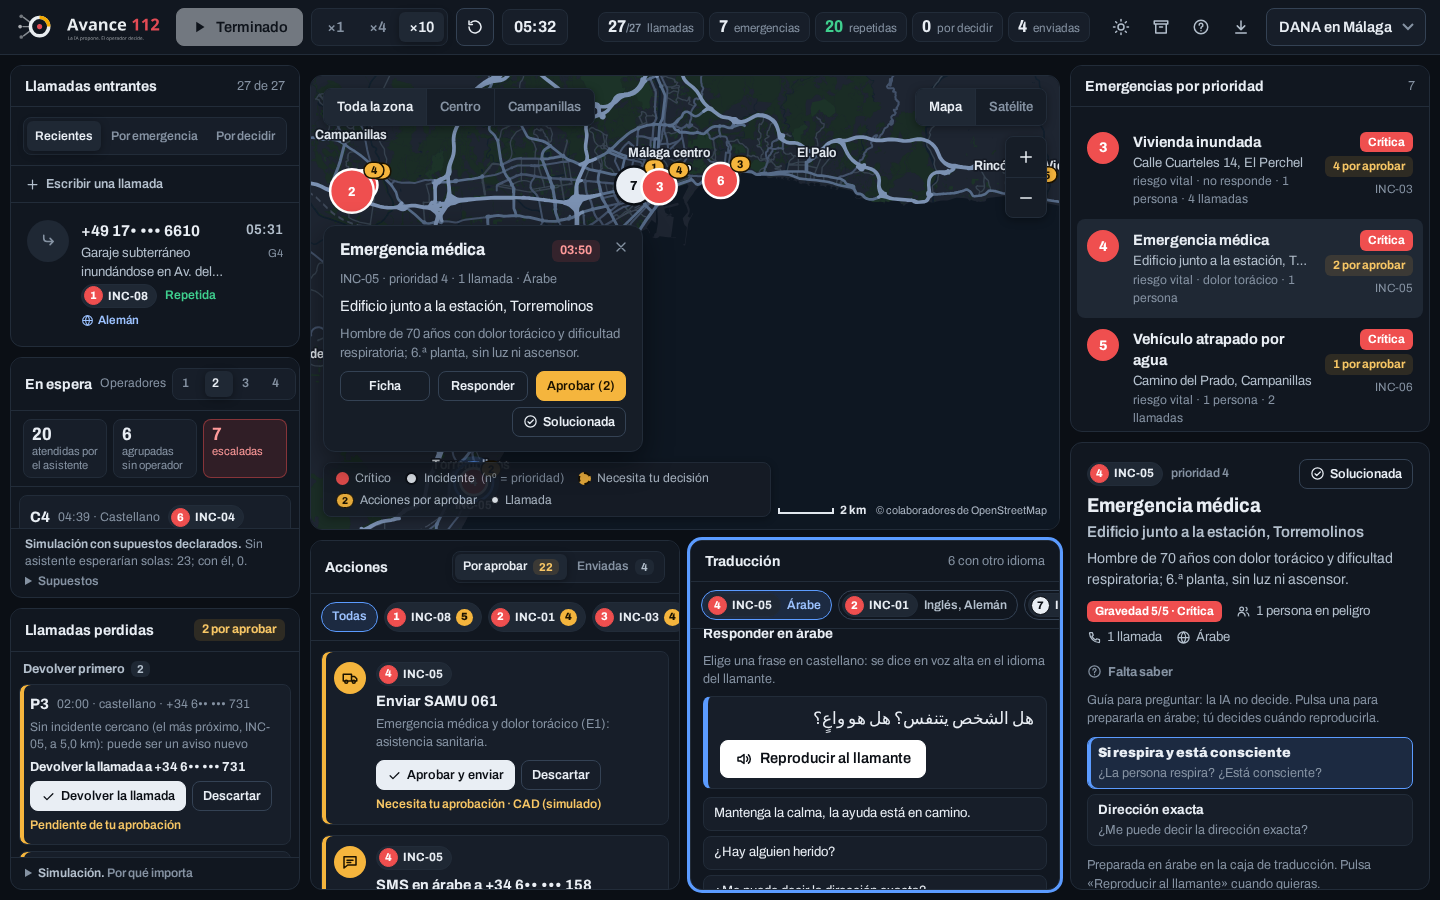 Avance 112
La IA propone. El operador decide.
Terminado
×1 ×4 ×10
05:32
27/27 llamadas
7 emergencias
20 repetidas
0 por decidir
4 enviadas
DANA en Málaga
Llamadas entrantes
27 de 27
Recientes Por emergencia Por decidir
Escribir una llamada
+49 17•• ••• 6610 05:31
Garaje subterráneo G4
inundándose en Av. del...
1 INC-08 Repetida
Alemán
En espera Operadores 1 2 3 4
20 atendidas por el asistente
6 agrupadas sin operador
7 escaladas
C4 04:39 · Castellano 6 INC-04
Simulación con supuestos declarados. Sin
asistente esperarían solas: 23; con él, 0.
Supuestos
Llamadas perdidas 2 por aprobar
Devolver primero 2
P3 02:00 · castellano · +34 6•• ••• 731
Sin incidente cercano (el más próximo, INC-
05, a 5,0 km): puede ser un aviso nuevo
Devolver la llamada a +34 6•• ••• 731
Devolver la llamada Descartar
Pendiente de tu aprobación
Simulación. Por qué importa
Toda la zona Centro Campanillas
Mapa Satélite
Campanillas
Málaga centro
El Palo
Rincó
2 4
7 3 4
6 3
+
−
Emergencia médica 03:50
INC-05 · prioridad 4 · 1 llamada · Árabe
Edificio junto a la estación, Torremolinos
Hombre de 70 años con dolor torácico y dificultad
respiratoria; 6.ª planta, sin luz ni ascensor.
Ficha Responder Aprobar (2)
Solucionada
Crítico Incidente (nº = prioridad) Necesita tu decisión
2 Acciones por aprobar Llamada
2 km © colaboradores de OpenStreetMap
Acciones Por aprobar 22 Enviadas 4
Todas 1 INC-08 5 2 INC-01 4 3 INC-03 4
4 INC-05
Enviar SAMU 061
Emergencia médica y dolor torácico (E1):
asistencia sanitaria.
Aprobar y enviar Descartar
Necesita tu aprobación · CAD (simulado)
4 INC-05
SMS en árabe a +34 6•• ••• 158
Traducción 6 con otro idioma
4 INC-05 Árabe 2 INC-01 Inglés, Alemán 7
Responder en árabe
Elige una frase en castellano: se dice en voz alta en el idioma
del llamante.
هل الشخص يتنفس؟ هل هو واعٍ؟
Reproducir al llamante
Mantenga la calma, la ayuda está en camino.
¿Hay alguien herido?
¿Me puede decir la dirección exacta?
Emergencias por prioridad 7
3 Vivienda inundada Crítica
Calle Cuarteles 14, El Perchel 4 por aprobar
riesgo vital · no responde · 1 INC-03
persona · 4 llamadas
4 Emergencia médica Crítica
Edificio junto a la estación, T... 2 por aprobar
riesgo vital · dolor torácico · 1 INC-05
persona
5 Vehículo atrapado por Crítica
agua 1 por aprobar
Camino del Prado, Campanillas INC-06
riesgo vital · 1 persona · 2
llamadas
4 INC-05 prioridad 4 Solucionada
Emergencia médica
Edificio junto a la estación, Torremolinos
Hombre de 70 años con dolor torácico y dificultad
respiratoria; 6.ª planta, sin luz ni ascensor.
Gravedad 5/5 · Crítica 1 persona en peligro
1 llamada Árabe
Falta saber
Guía para preguntar: la IA no decide. Pulsa una para
prepararla en árabe; tú decides cuándo reproducirla.
Si respira y está consciente
¿La persona respira? ¿Está consciente?
Dirección exacta
¿Me puede decir la dirección exacta?
Preparada en árabe en la caja de traducción. Pulsa
«Reproducir al llamante» cuando quieras.